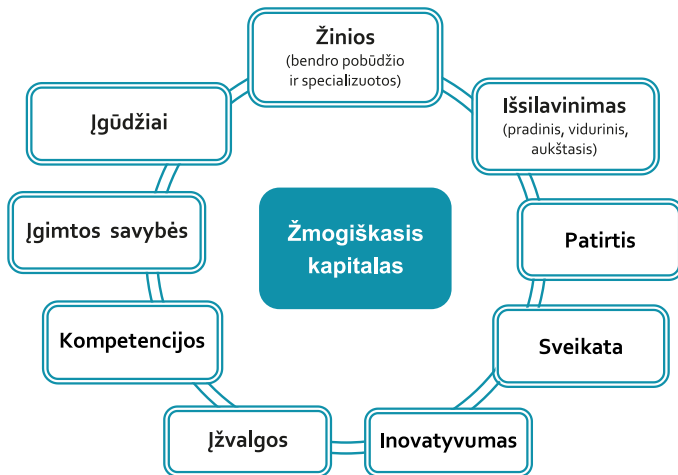 Žinios
(bendro pobūdžio
ir specializuotos)
Išsilavinimas
(pradinis, vidurinis,
aukštasis)
Patirtis
Sveikata
Inovatyvumas
Įžvalgos
Kompetencijos
Įgimtos savybės
Įgūdžiai
Žmogiškasis
kapitalas